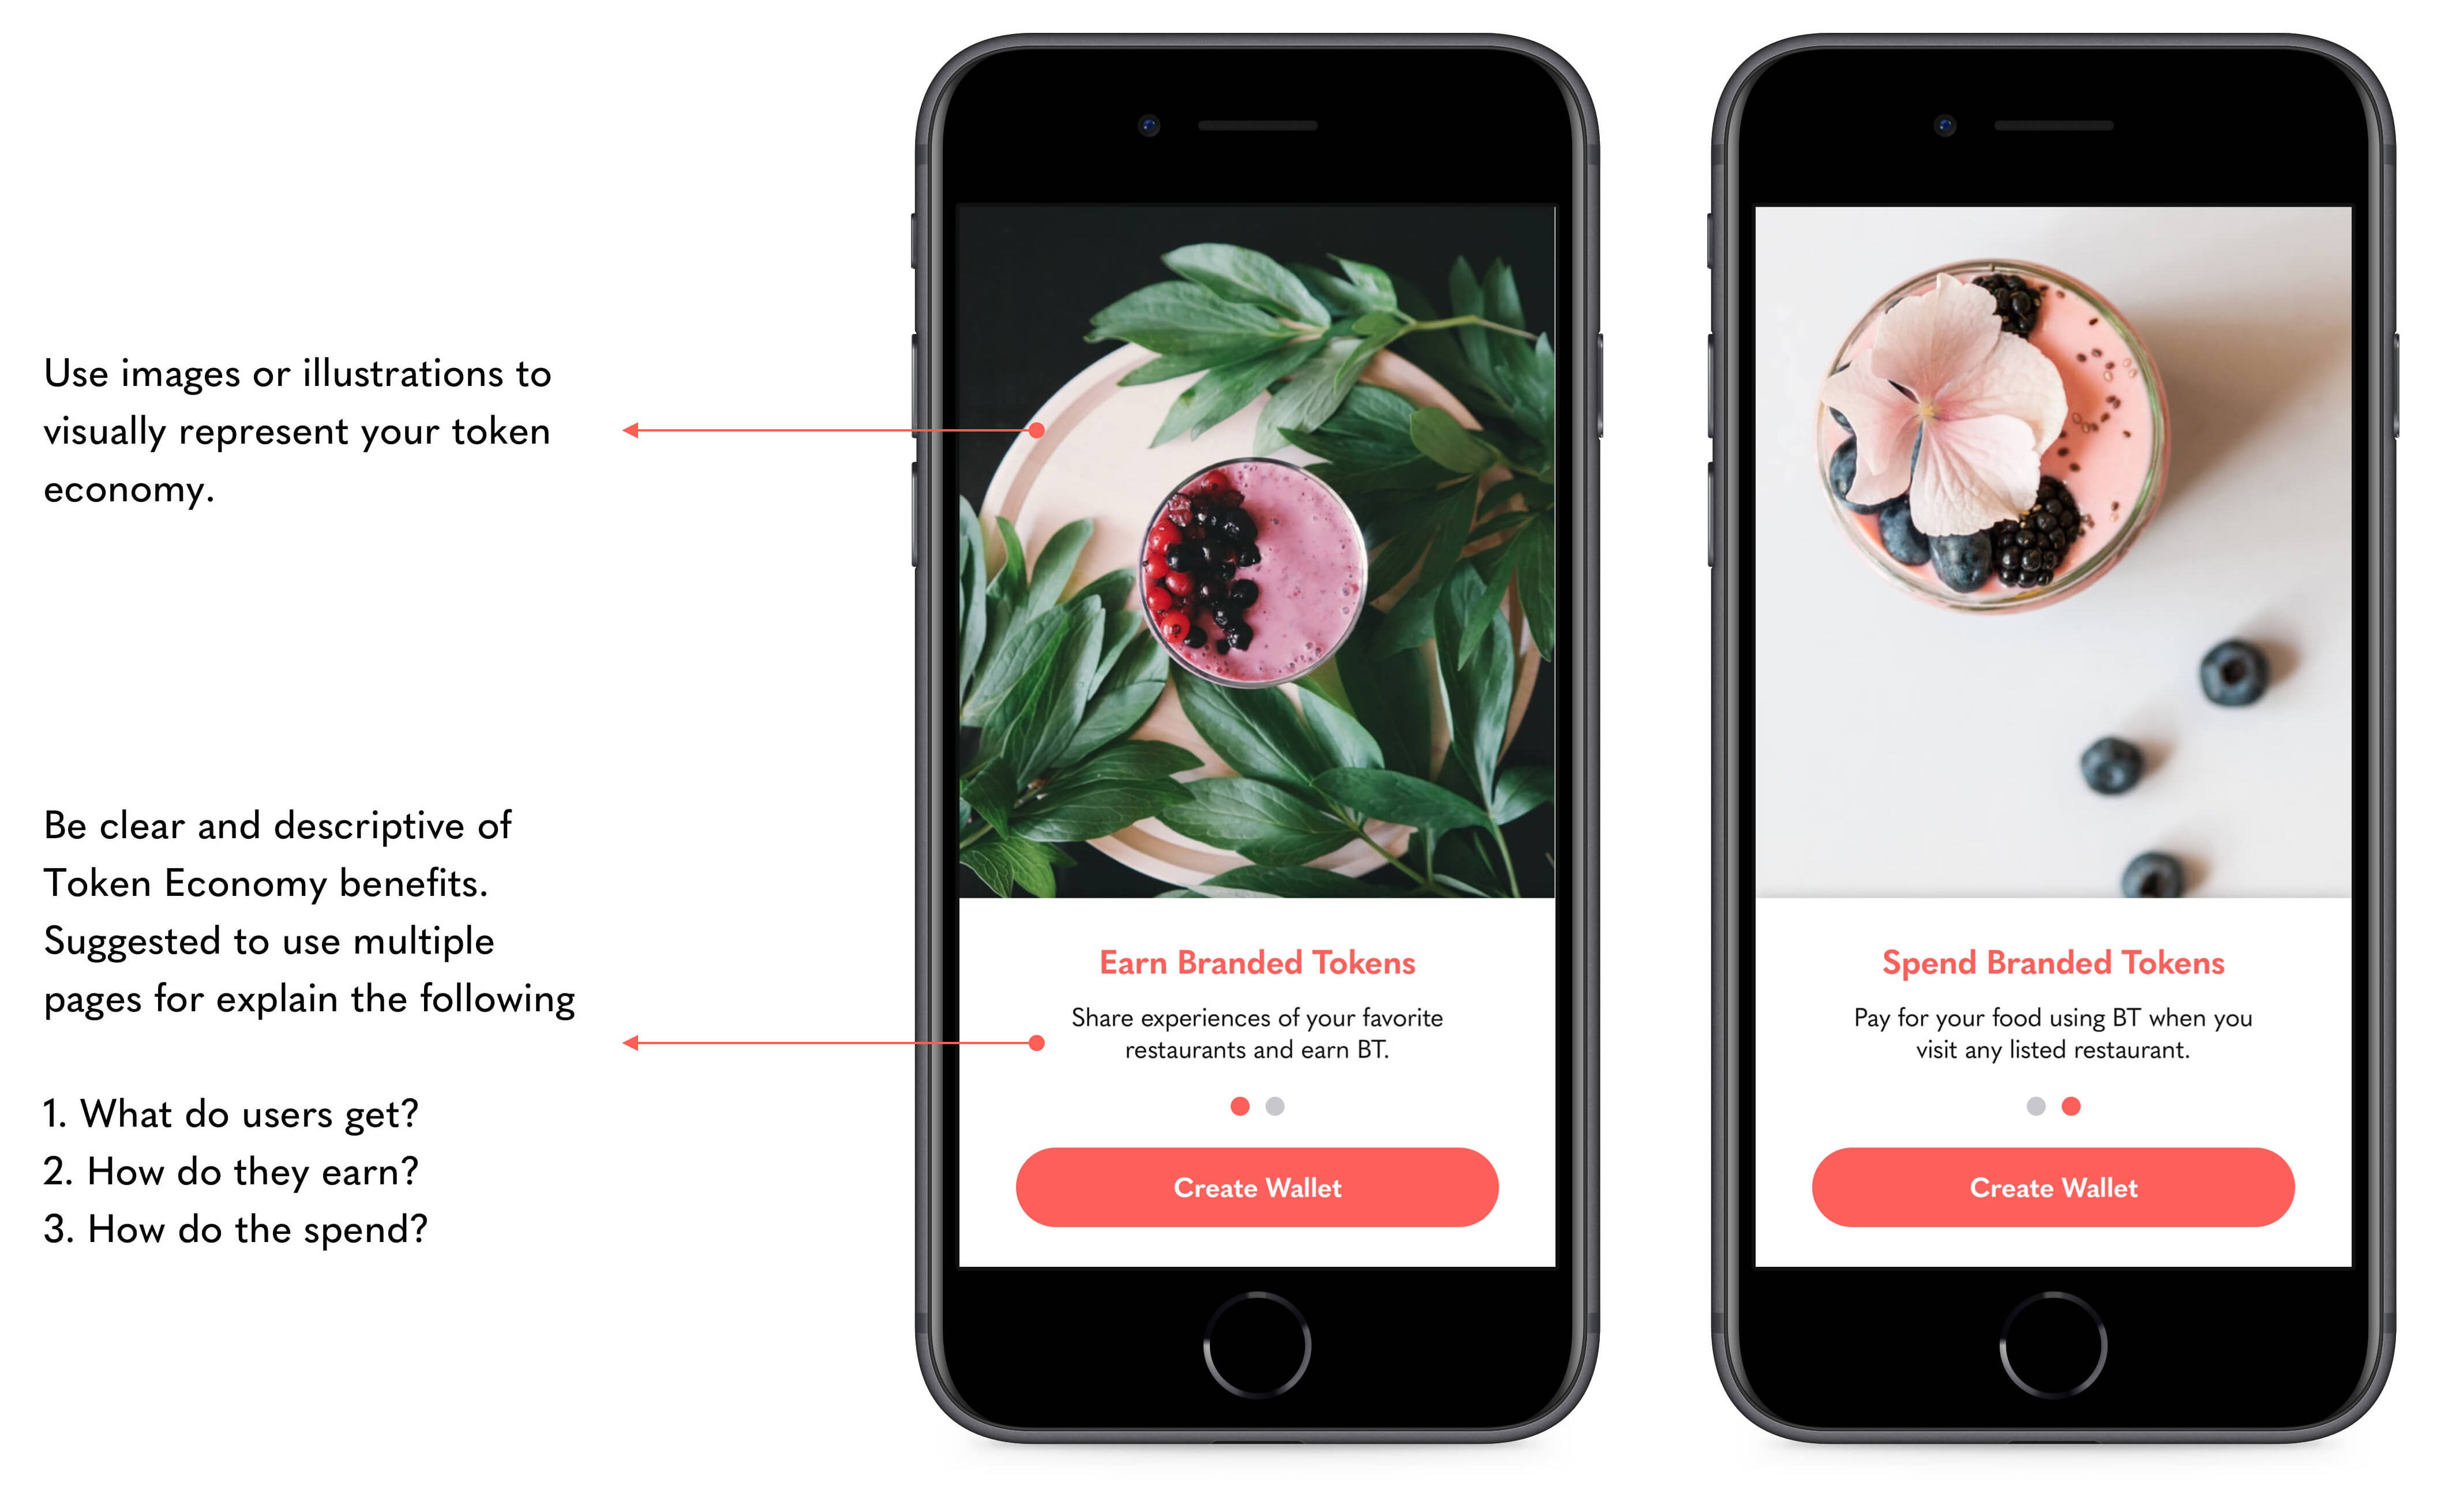 Use images or illustrations to
visually represent your token
economy.
Be clear and descriptive of
Token Economy benefits.
Suggested to use multiple
pages for explain the following
1. What do users get?
2. How do they earn?
3. How do the spend?
Earn Branded Tokens
Share experiences of your favorite
restaurants and earn BT.
Create Wallet
Spend Branded Tokens
Pay for your food using BT when you
visit any listed restaurant.
Create Wallet